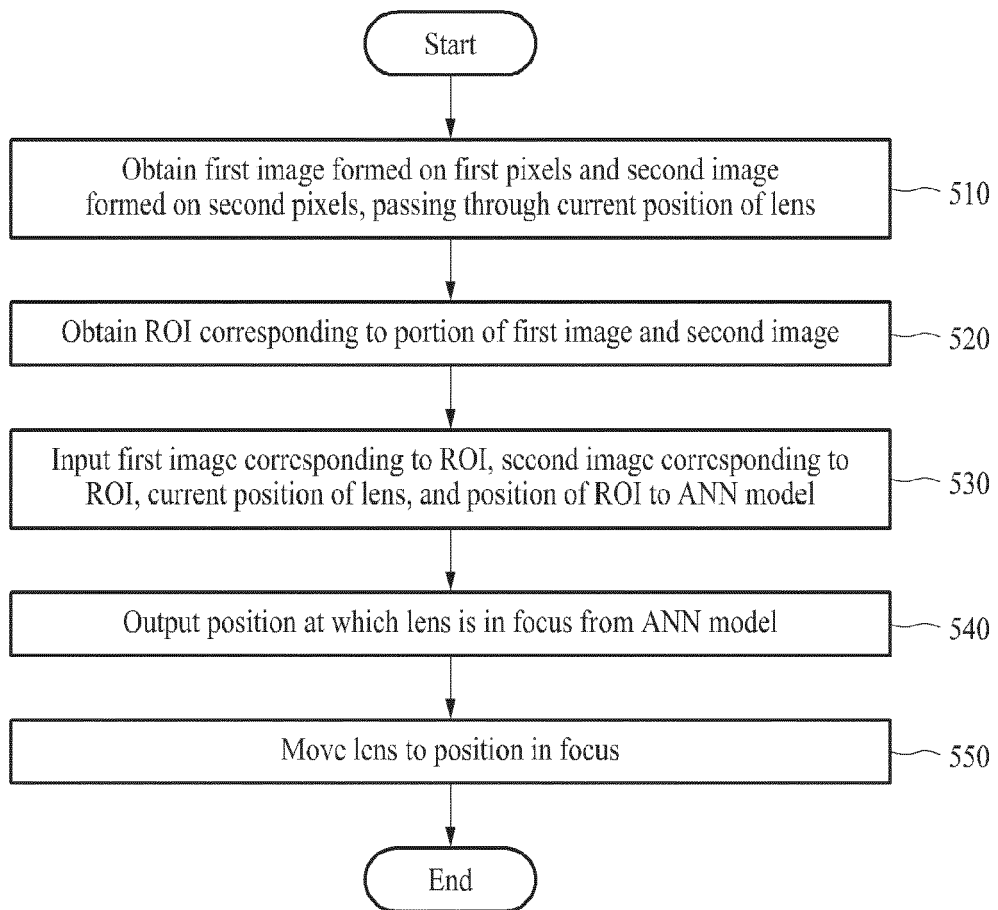 Start
Obtain first image formed on first pixels and second image
formed on second pixels, passing through current position of lens
510
Obtain ROI corresponding to portion of first image and second image
520
Input first image corresponding to ROI, second image corresponding to
ROI, current position of lens, and position of ROI to ANN model
530
Output position at which lens is in focus from ANN model
540
Move lens to position in focus
550
End